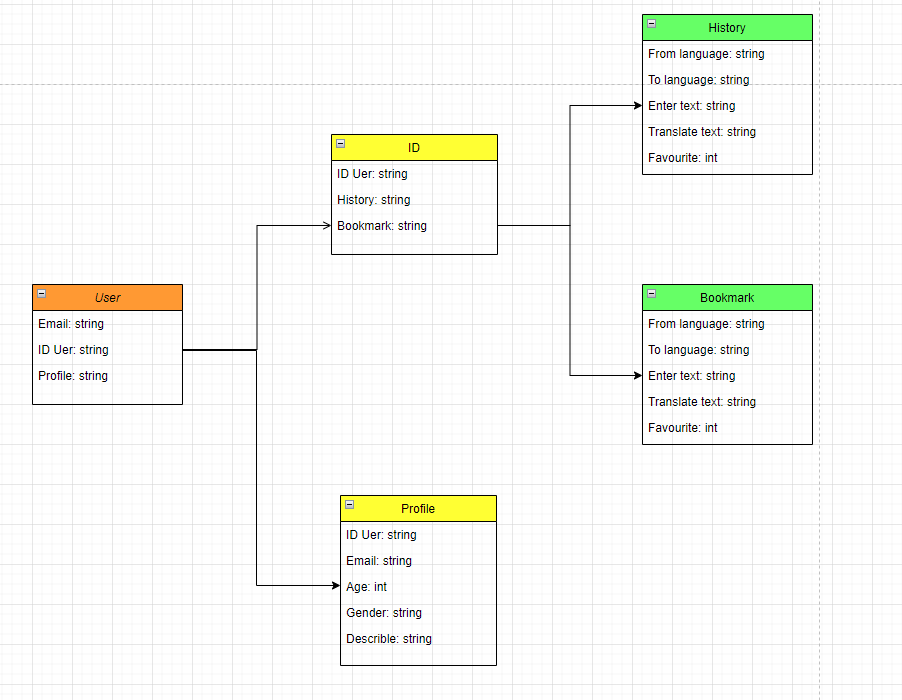 History
From language: string
To language: string
Enter text: string
Translate text: string
Favourite: int
ID
ID Uer: string
History: string
Bookmark: string
User
Email: string
ID Uer: string
Profile: string
Bookmark
From language: string
To language: string
Enter text: string
Translate text: string
Favourite: int
Profile
ID Uer: string
Email: string
Age: int
Gender: string
Describle: string